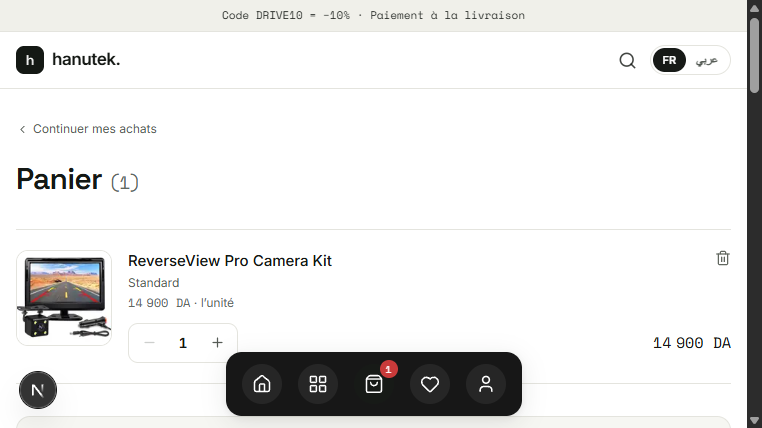 Code DRIVE10 = −10% · Paiement à la livraison
h hanutek.
FR عربي
Continuer mes achats
Panier (1)
ReverseView Pro Camera Kit
Standard
14 900 DA · l’unité
− 1 +
14 900 DA
1
N